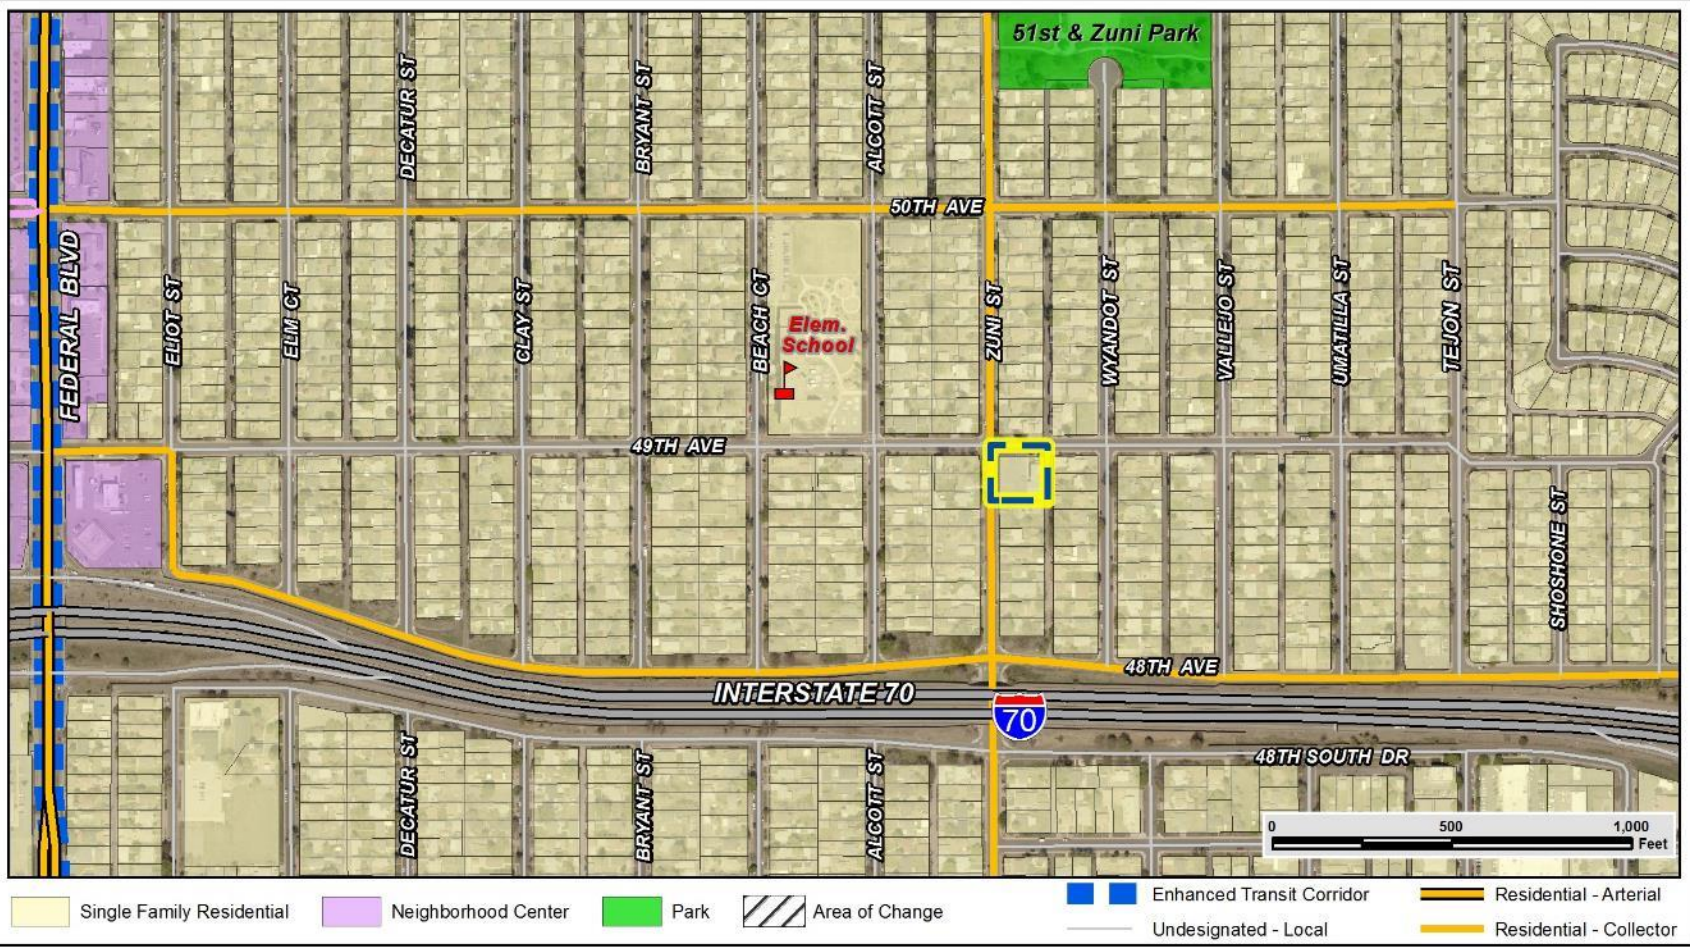 51st & Zuni Park
DECATUR ST
BRYANT ST
ALCOTT ST
50TH AVE
FEDERAL BLVD
ELIOT ST
ELM CT
CLAY ST
BEACH CT
Elem.
School
ZUNI ST
WYANDOT ST
VALLEJO ST
UMATILLA ST
TEJON ST
49TH AVE
SHOSHONE ST
48TH AVE
INTERSTATE 70
70
48TH SOUTH DR
DECATUR ST
BRYANT ST
ALCOTT ST
0 500 1,000
Feet
Single Family Residential
Neighborhood Center
Park
Area of Change
Enhanced Transit Corridor
Undesignated - Local
Residential - Arterial
Residential - Collector